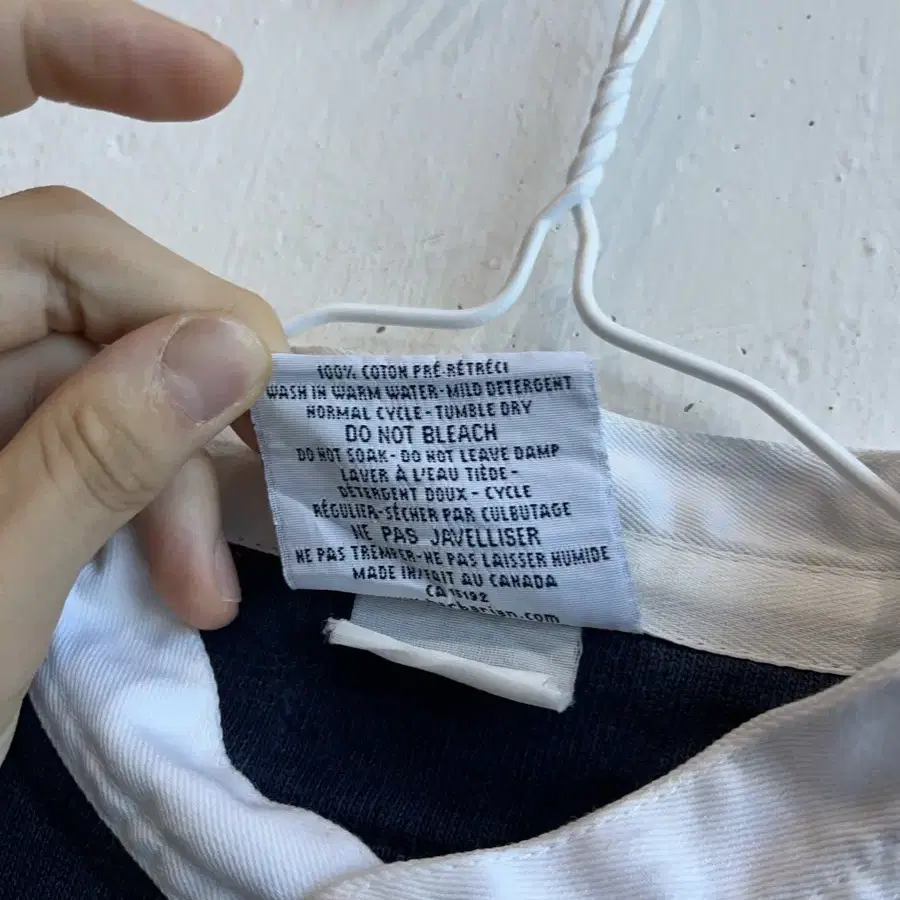 100% COTON PRÉ-RÉTRÉCI
WASH IN WARM WATER-MILD DETERGENT
NORMAL CYCLE-TUMBLE DRY
DO NOT BLEACH
DO NOT SOAK-DO NOT LEAVE DAMP
LAVER À L'EAU TIÈDE-
DÉTERGENT DOUX-CYCLE
RÉGULIER-SÉCHER PAR CULBUTAGE
NE PAS JAVELLISER
NE PAS TREMPER-NE PAS LAISSER HUMIDE
MADE IN/FAIT AU CANADA
CA 15192